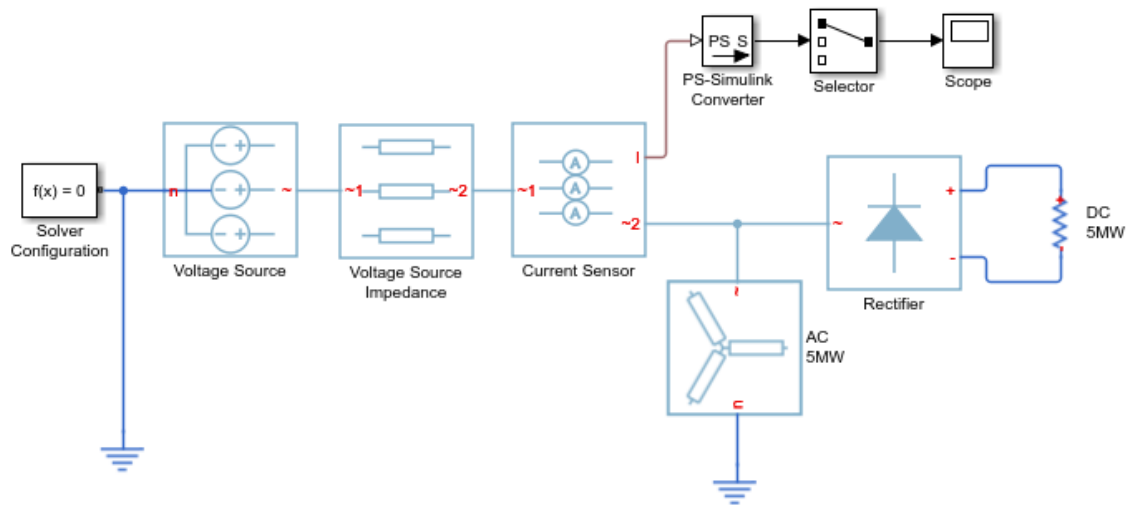 PS S
PS-Simulink
Converter
Selector
Scope
f(x) = 0
Solver
Configuration
n
~
Voltage Source
~1
~2
Voltage Source
Impedance
~1
A
A
A
I
~2
Current Sensor
~
+
-
Rectifier
+
-
DC
5MW
~
n
AC
5MW